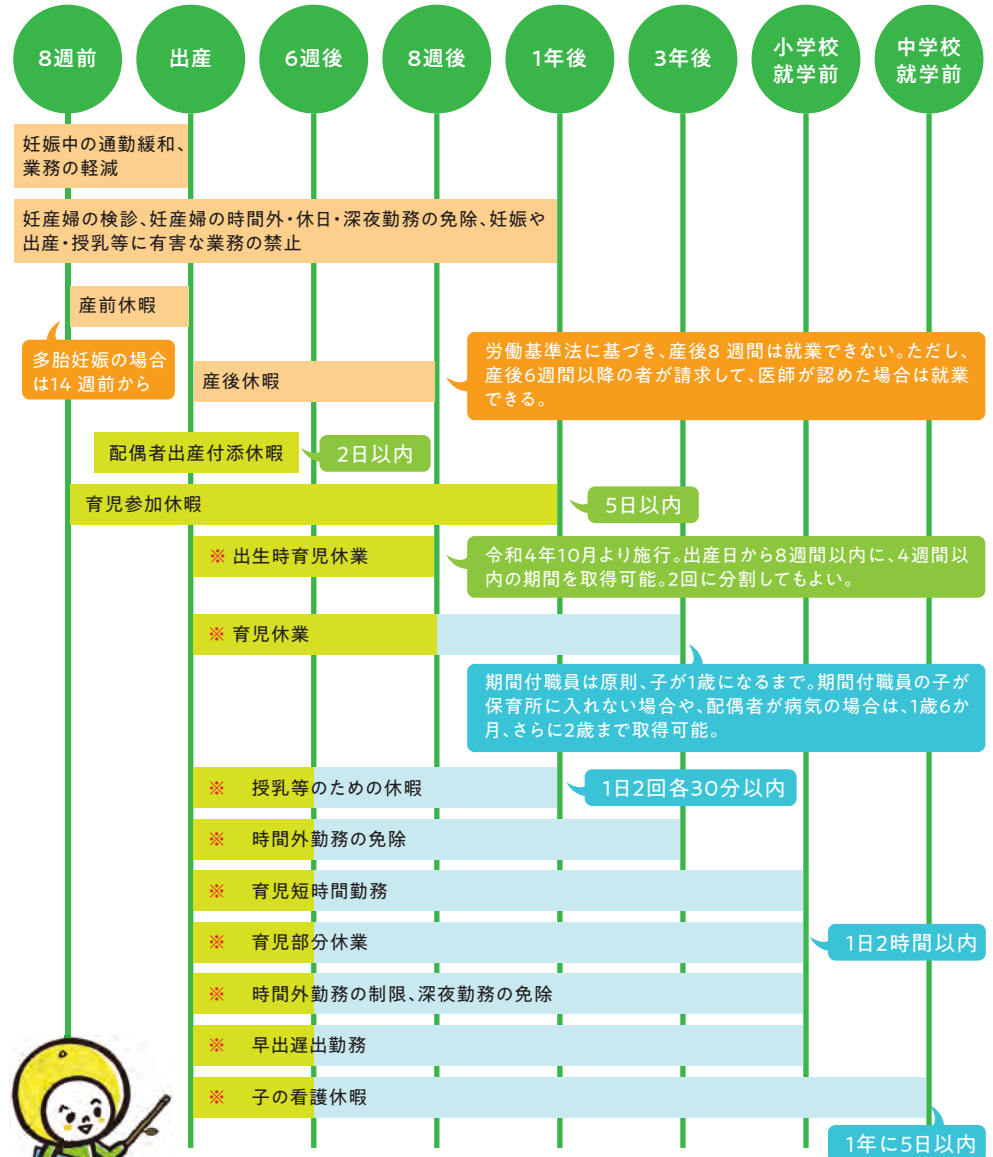 8週前
出産
6週後
8週後
1年後
3年後
小学校
就学前
中学校
就学前
妊娠中の通勤緩和、
業務の軽減
妊産婦の検診、妊産婦の時間外・休日・深夜勤務の免除、妊娠や
出産・授乳等に有害な業務の禁止
産前休暇
多胎妊娠の場合
は14 週前から
産後休暇
労働基準法に基づき、産後8 週間は就業できない。ただし、
産後6週間以降の者が請求して、医師が認めた場合は就業
できる。
配偶者出産付添休暇
2日以内
育児参加休暇
5日以内
※ 出生時育児休業
令和4年10月より施行。出産日から8週間以内に、4週間以
内の期間を取得可能。2回に分割してもよい。
※ 育児休業
期間付職員は原則、子が1歳になるまで。期間付職員の子が
保育所に入れない場合や、配偶者が病気の場合は、1歳6か
月、さらに2歳まで取得可能。
※ 授乳等のための休暇
1日2回各30分以内
※ 時間外勤務の免除
※ 育児短時間勤務
※ 育児部分休業
1日2時間以内
※ 時間外勤務の制限、深夜勤務の免除
※ 早出遅出勤務
※ 子の看護休暇
1年に5日以内